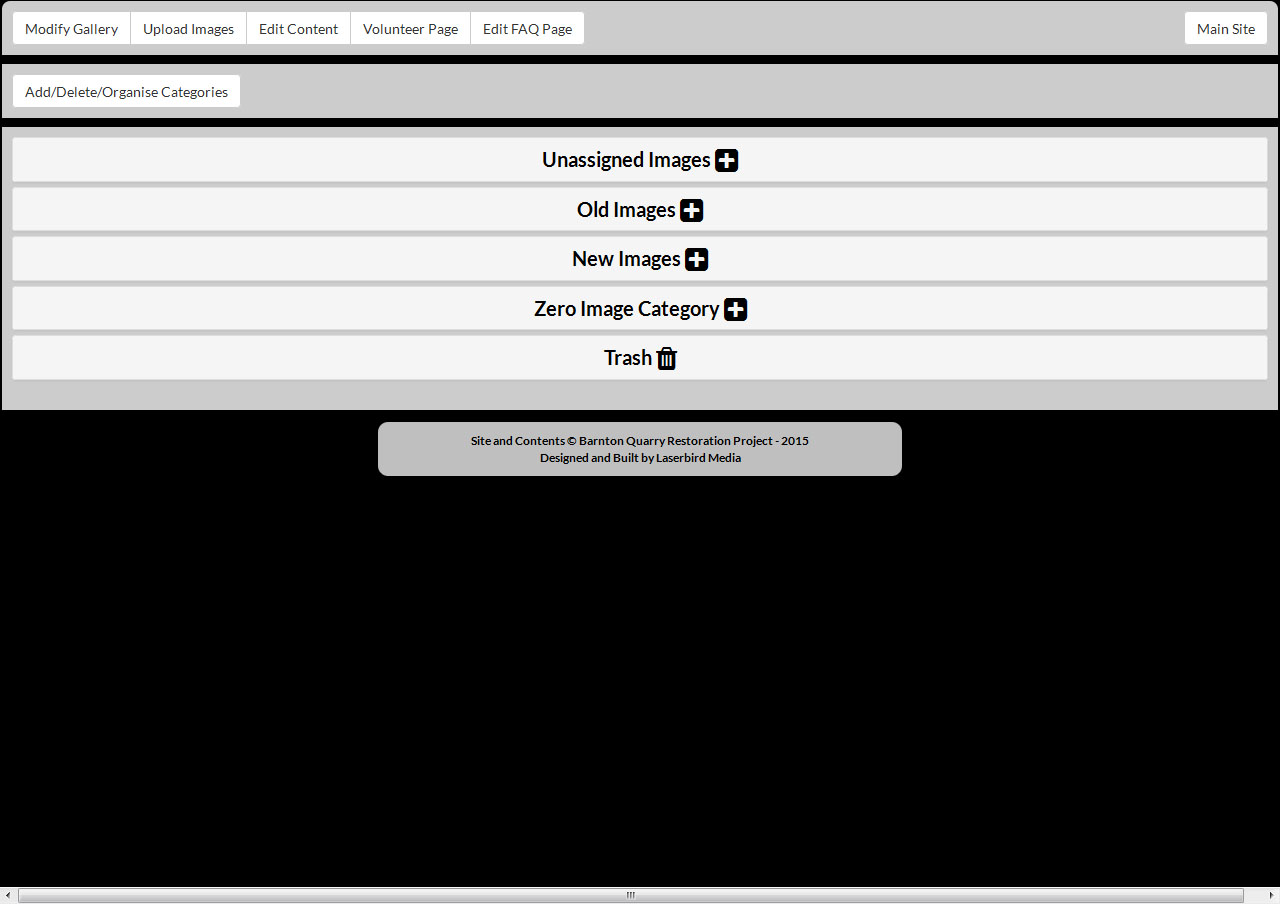 Modify Gallery Upload Images Edit Content Volunteer Page Edit FAQ Page Main Site
Add/Delete/Organise Categories
Unassigned Images
Old Images
New Images
Zero Image Category
Trash
Site and Contents © Barnton Quarry Restoration Project - 2015
Designed and Built by Laserbird Media